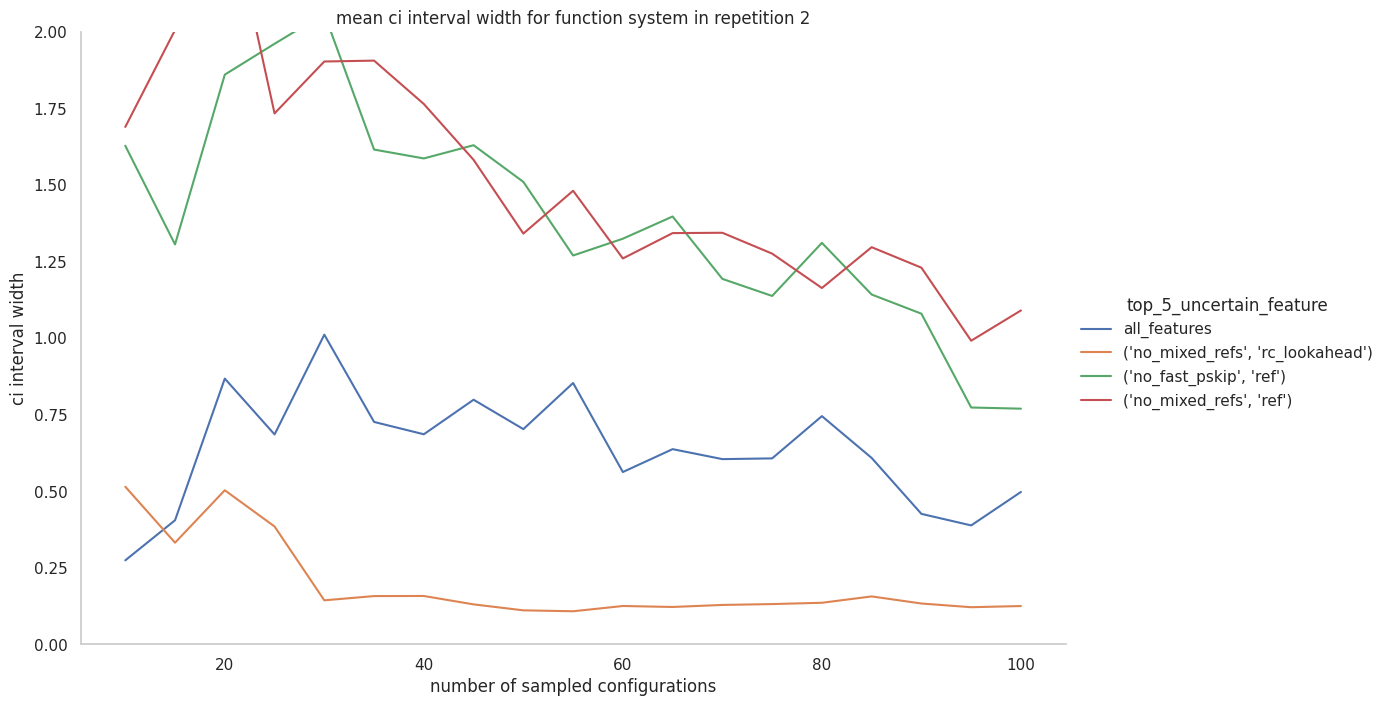 mean ci interval width for function system in repetition 2
2.00
1.75
1.50
1.25
1.00
0.75
0.50
0.25
0.00
ci interval width
20 40 60 80 100
number of sampled configurations
top_5_uncertain_feature
all_features
('no_mixed_refs', 'rc_lookahead')
('no_fast_pskip', 'ref')
('no_mixed_refs', 'ref')